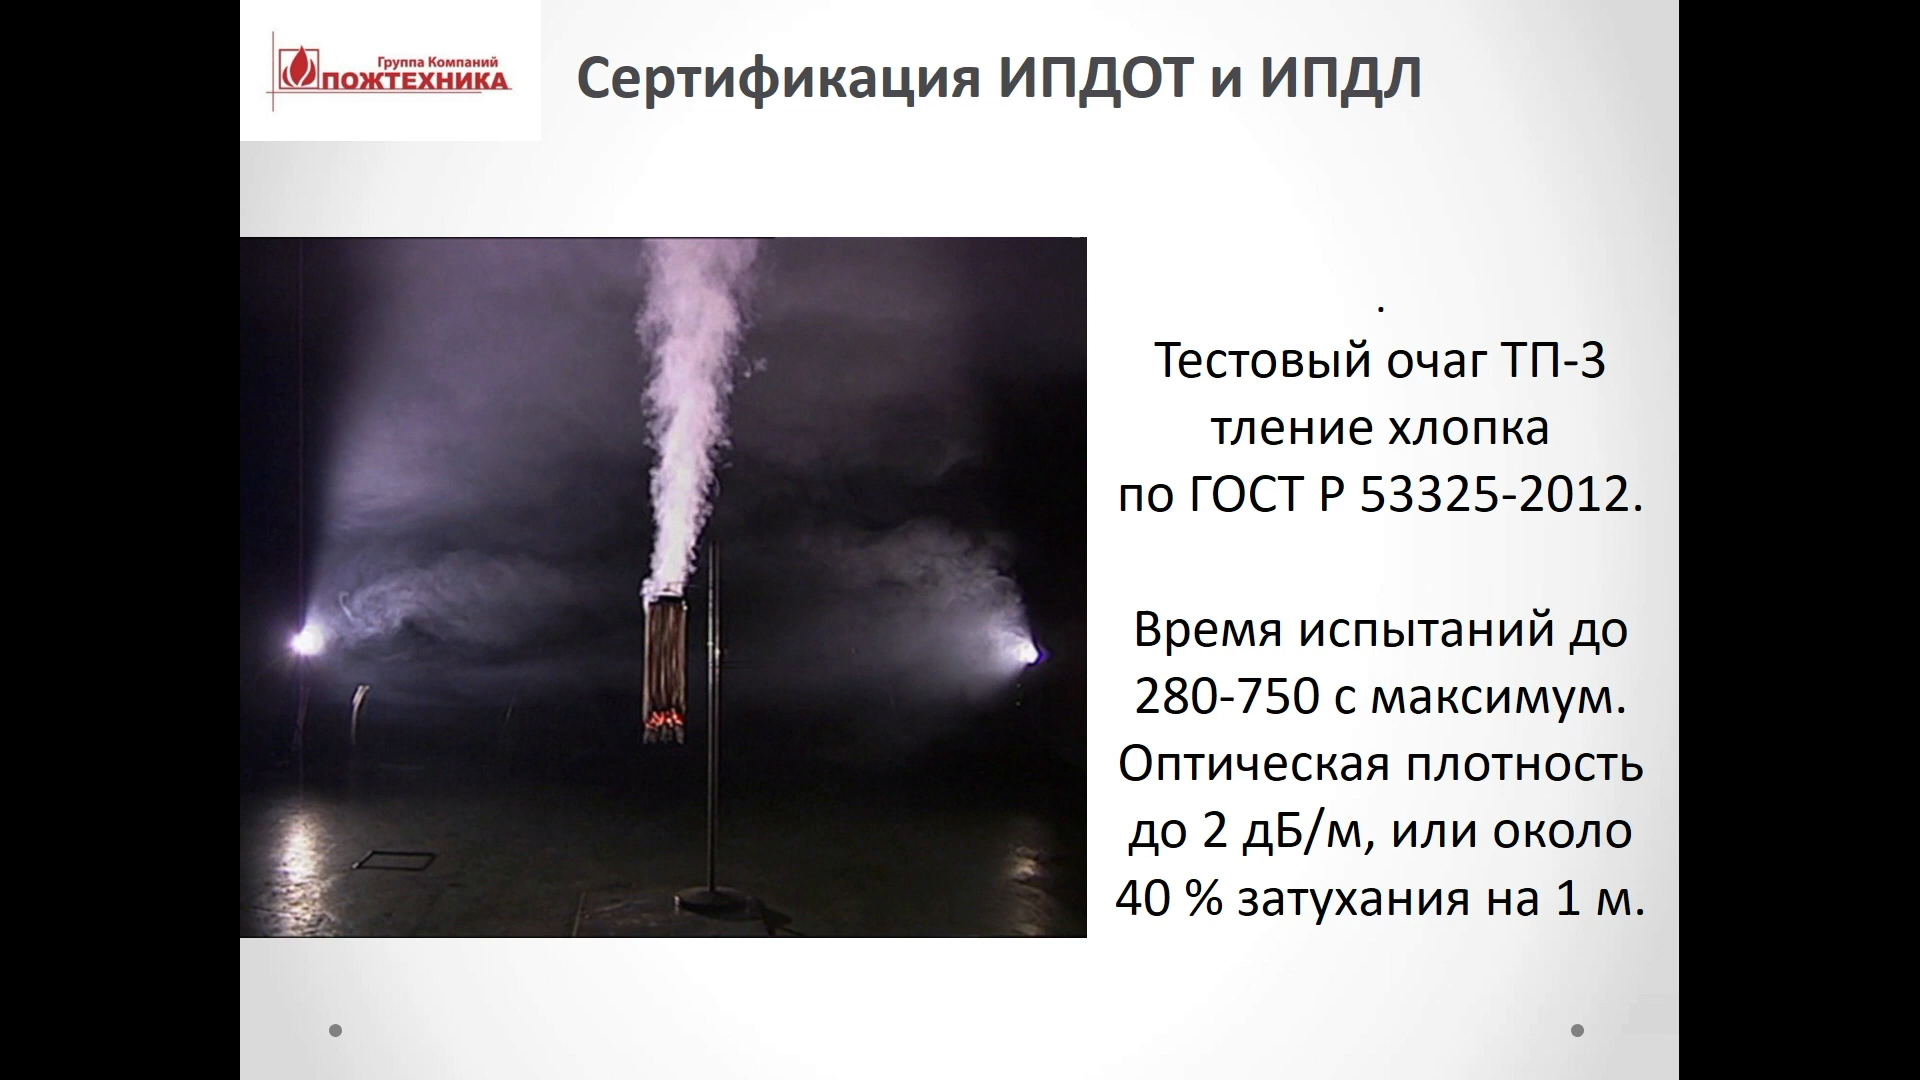 Группа Компаний
ПОЖТЕХНИКА
Сертификация ИПДОТ и ИПДЛ
.
Тестовый очаг ТП-3
тление хлопка
по ГОСТ Р 53325-2012.
Время испытаний до
280-750 с максимум.
Оптическая плотность
до 2 дБ/м, или около
40 % затухания на 1 м.